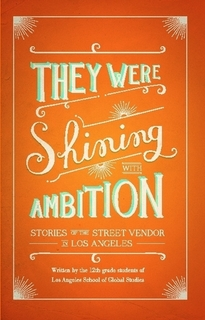 THEY WERE
Shining
WITH
AMBITION
STORIES OF THE STREET VENDOR
IN LOS ANGELES
Written by the 12th grade students of
Los Angeles School of Global Studies